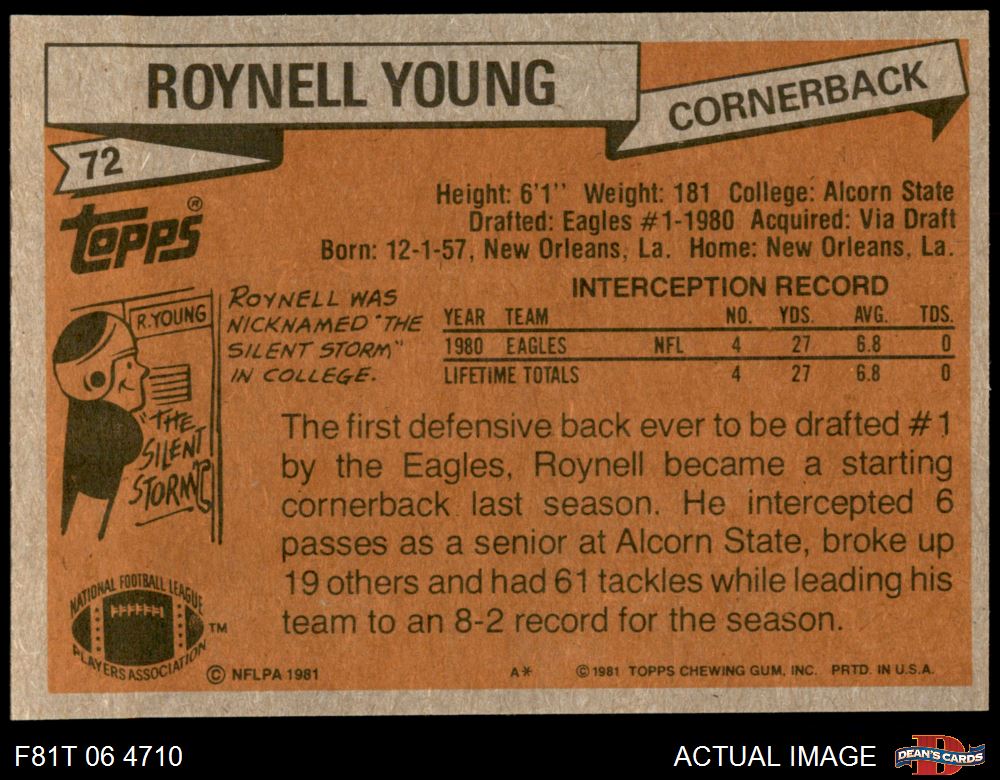 ROYNELL YOUNG
CORNERBACK
72
TOPPS®
Height: 6'1'' Weight: 181 College: Alcorn State
Drafted: Eagles #1-1980 Acquired: Via Draft
Born: 12-1-57, New Orleans, La. Home: New Orleans, La.
R. YOUNG
"THE
SILENT
STORM"
ROYNELL WAS
NICKNAMED "THE
SILENT STORM"
IN COLLEGE.
INTERCEPTION RECORD
YEAR TEAM NO. YDS. AVG. TDS.
1980 EAGLES NFL 4 27 6.8 0
LIFETIME TOTALS 4 27 6.8 0
The first defensive back ever to be drafted #1
by the Eagles, Roynell became a starting
cornerback last season. He intercepted 6
passes as a senior at Alcorn State, broke up
19 others and had 61 tackles while leading his
team to an 8-2 record for the season.
NATIONAL FOOTBALL LEAGUE
PLAYERS ASSOCIATION
TM
© NFLPA 1981 A* © 1981 TOPPS CHEWING GUM, INC. PRTD. IN U.S.A.
F81T 06 4710 ACTUAL IMAGE
D
DEAN'S CARDS